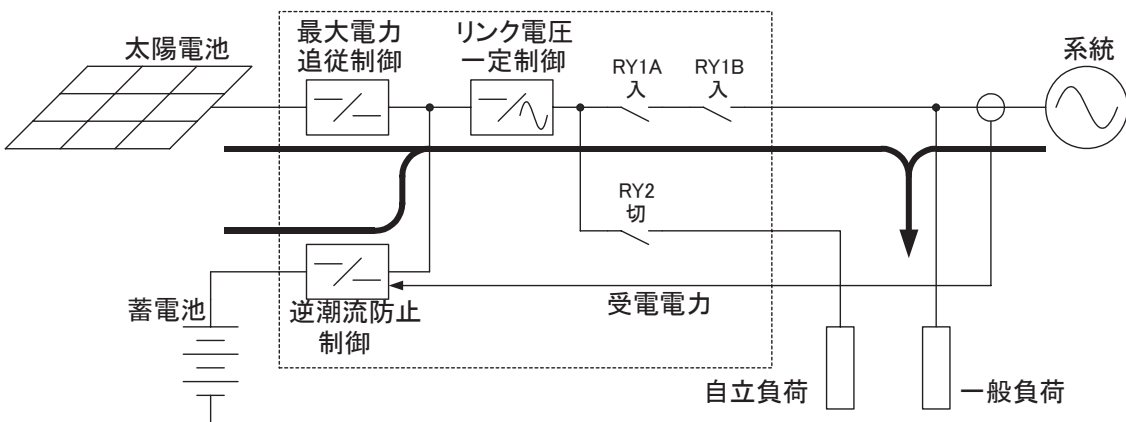 太陽電池
最大電力
追従制御
リンク電圧
一定制御
RY1A
入
RY1B
入
系統
RY2
切
蓄電池
逆潮流防止
制御
受電電力
自立負荷
一般負荷